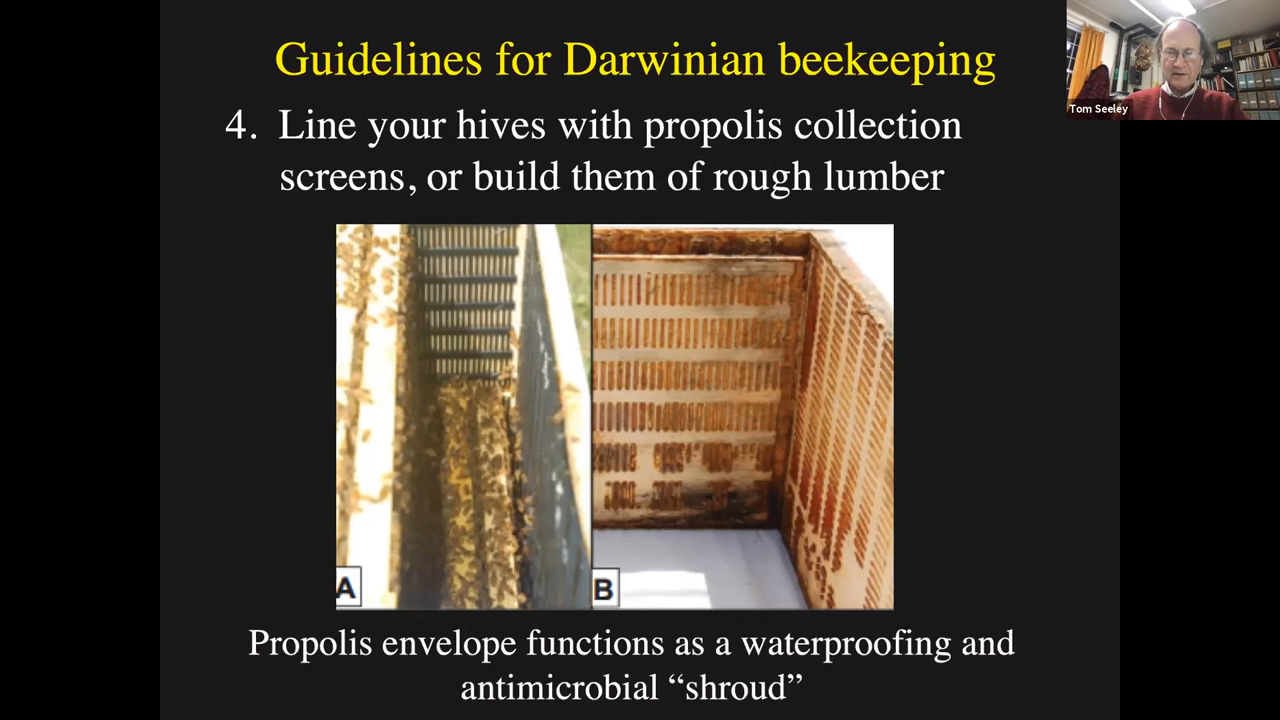 Guidelines for Darwinian beekeeping
Tom Seeley
4. Line your hives with propolis collection
screens, or build them of rough lumber
A
B
Propolis envelope functions as a waterproofing and
antimicrobial “shroud”